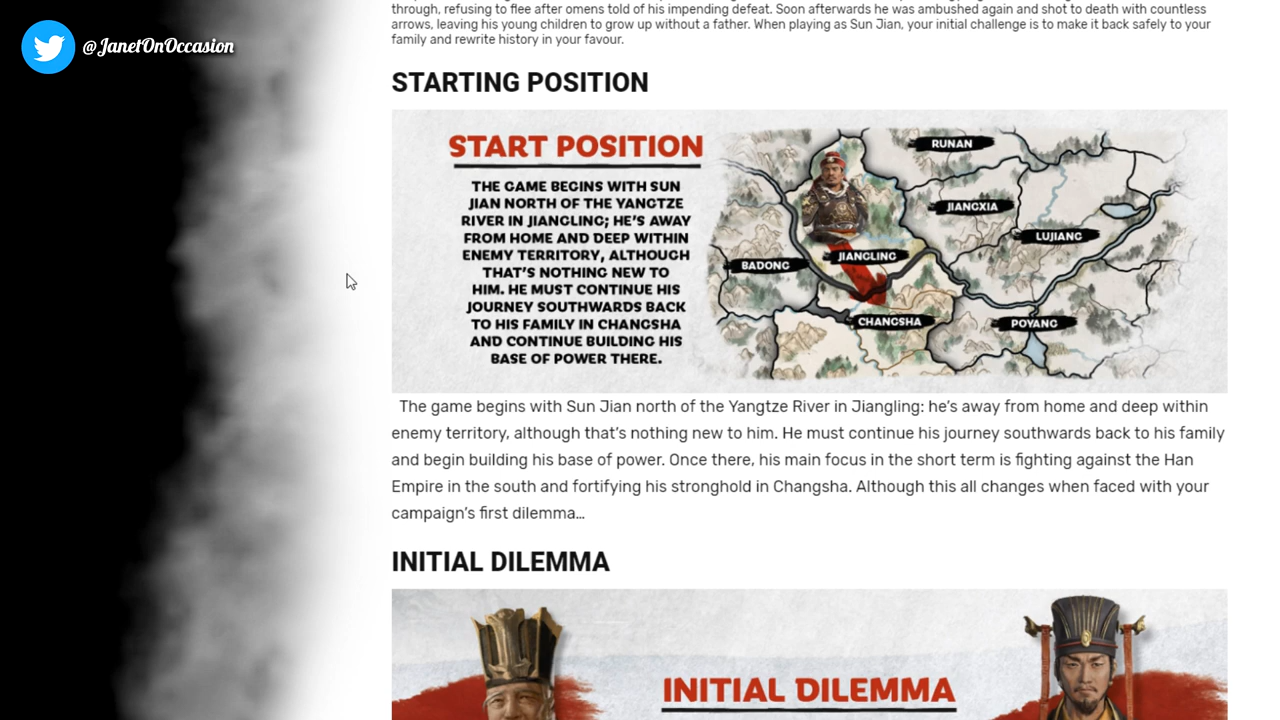 @JanetOnOccasion
through, refusing to flee after omens told of his impending defeat. Soon afterwards he was ambushed again and shot to death with countless
arrows, leaving his young children to grow up without a father. When playing as Sun Jian, your initial challenge is to make it back safely to your
family and rewrite history in your favour.
STARTING POSITION
START POSITION
THE GAME BEGINS WITH SUN
JIAN NORTH OF THE YANGTZE
RIVER IN JIANGLING; HE'S AWAY
FROM HOME AND DEEP WITHIN
ENEMY TERRITORY, ALTHOUGH
THAT'S NOTHING NEW TO
HIM. HE MUST CONTINUE HIS
JOURNEY SOUTHWARDS BACK
TO HIS FAMILY IN CHANGSHA
AND CONTINUE BUILDING HIS
BASE OF POWER THERE.
RUNAN
JIANGXIA
LUJIANG
JIANGLING
BADONG
CHANGSHA
POYANG
The game begins with Sun Jian north of the Yangtze River in Jiangling: he's away from home and deep within
enemy territory, although that's nothing new to him. He must continue his journey southwards back to his family
and begin building his base of power. Once there, his main focus in the short term is fighting against the Han
Empire in the south and fortifying his stronghold in Changsha. Although this all changes when faced with your
campaign's first dilemma...
INITIAL DILEMMA
INITIAL DILEMMA